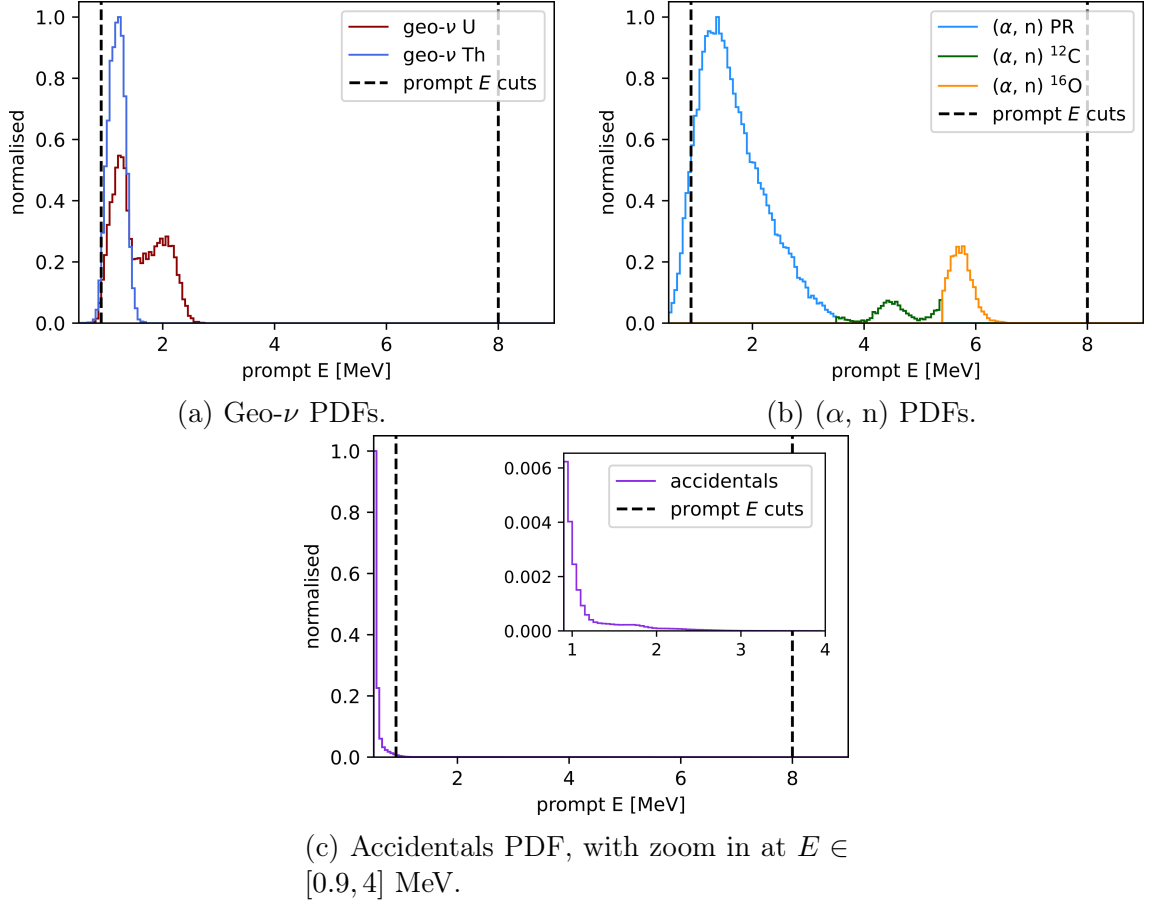 1.0
0.8
0.6
0.4
0.2
0.0
normalised
2
4
6
8
prompt E [MeV]
geo-ν U
geo-ν Th
prompt E cuts
(a) Geo-ν PDFs.
1.0
0.8
0.6
0.4
0.2
0.0
normalised
2
4
6
8
prompt E [MeV]
(α, n) PR
(α, n) ¹²C
(α, n) ¹⁶O
prompt E cuts
(b) (α, n) PDFs.
1.0
0.8
0.6
0.4
0.2
0.0
normalised
2
4
6
8
prompt E [MeV]
0.006
0.004
0.002
0.000
1
2
3
4
accidentals
prompt E cuts
(c) Accidentals PDF, with zoom in at E ∈
[0.9, 4] MeV.